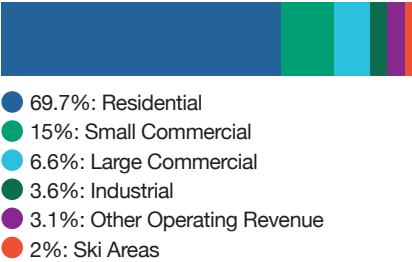 69.7%: Residential
15%: Small Commercial
6.6%: Large Commercial
3.6%: Industrial
3.1%: Other Operating Revenue
2%: Ski Areas